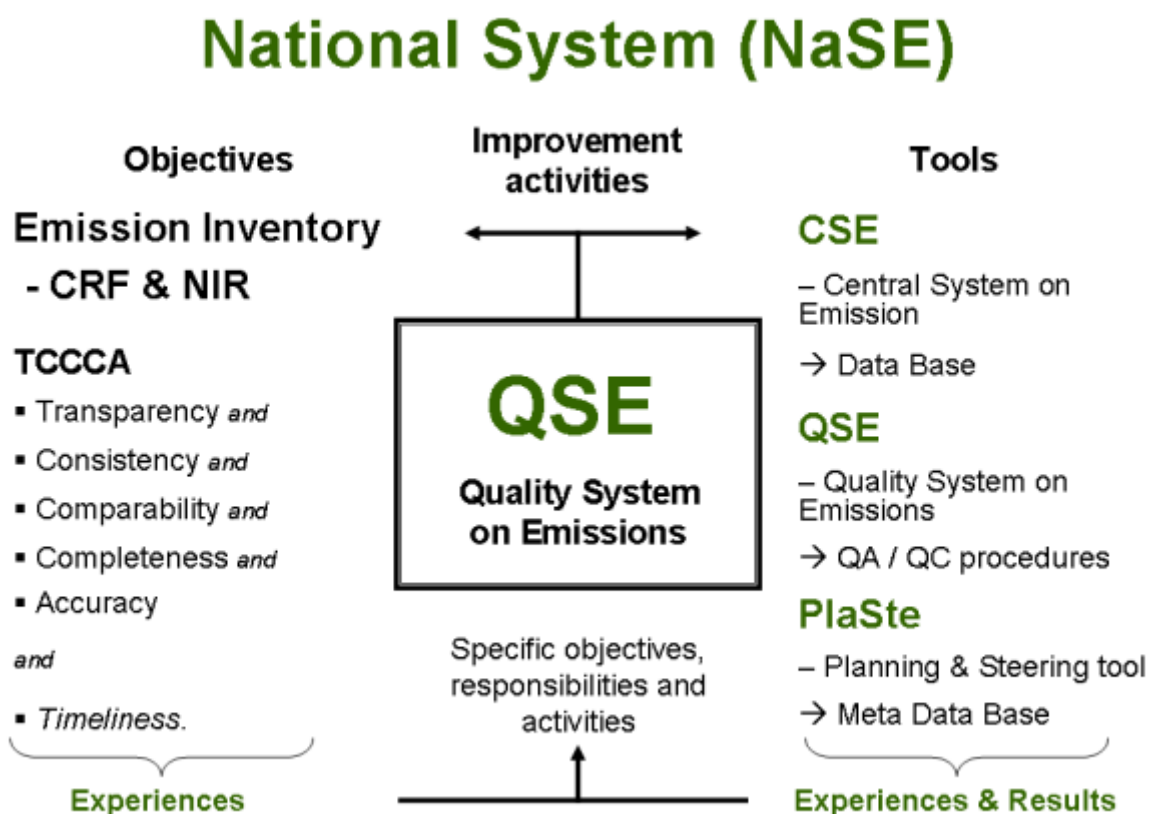 National System (NaSE)
Objectives
Emission Inventory
- CRF & NIR
TCCCA
▪ Transparency and
▪ Consistency and
▪ Comparability and
▪ Completeness and
▪ Accuracy
and
▪ Timeliness.
Experiences
Improvement
activities
QSE
Quality System
on Emissions
Specific objectives,
responsibilities and
activities
Tools
CSE
– Central System on
Emission
→ Data Base
QSE
– Quality System on
Emissions
→ QA / QC procedures
PlaSte
– Planning & Steering tool
→ Meta Data Base
Experiences & Results